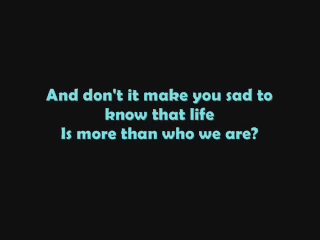 And don't it make you sad to
know that life
Is more than who we are?